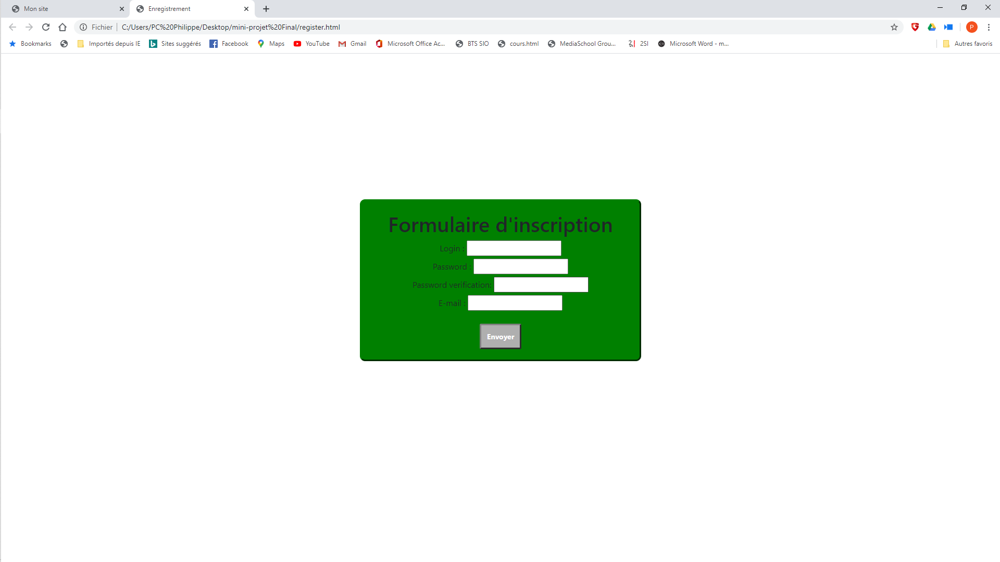 Mon site
Enregistrement
Fichier
C:/Users/PC%20Philippe/Desktop/mini-projet%20Final/register.html
P
Bookmarks
Importés depuis IE
Sites suggérés
Facebook
Maps
YouTube
Gmail
Microsoft Office Ac...
BTS SIO
cours.html
MediaSchool Grou...
2SI
Microsoft Word - m...
Autres favoris
Formulaire d'inscription
Login :
Password :
Password verification:
E-mail :
Envoyer